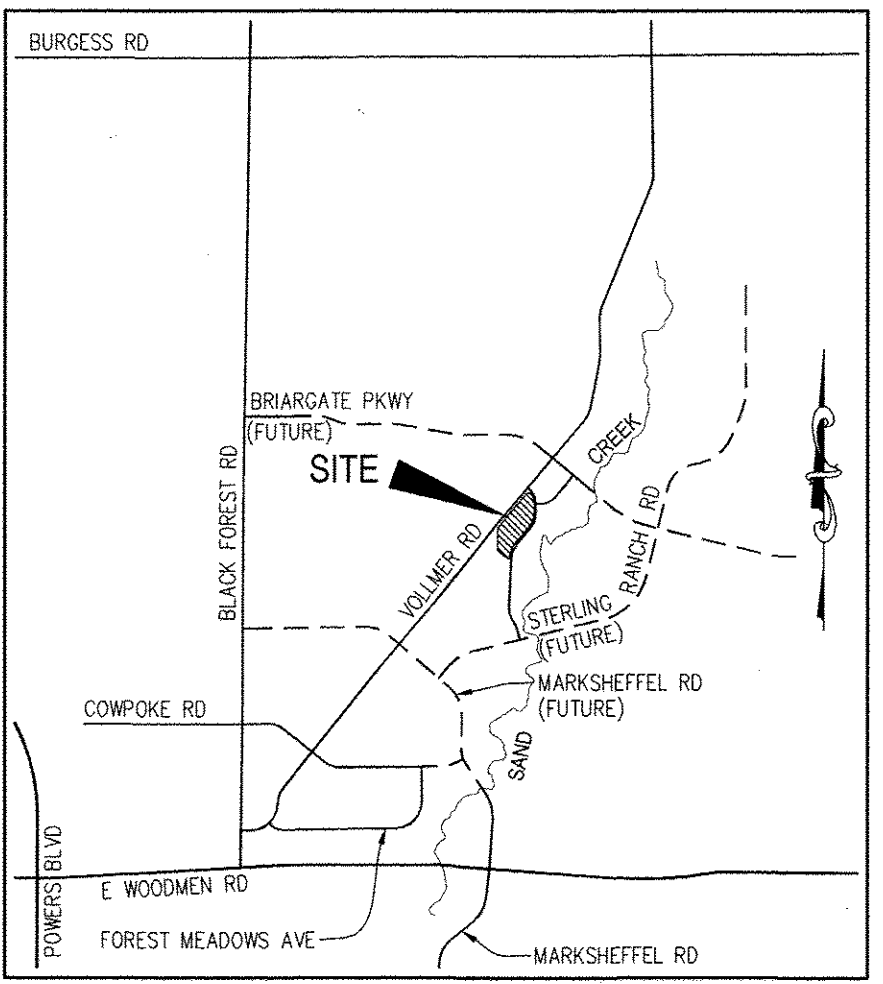 BURGESS RD
BRIARGATE PKWY
(FUTURE)
SITE
CREEK
BLACK FOREST RD
VOLLMER RD
RANCH RD
STERLING
(FUTURE)
MARKSHEFFEL RD
(FUTURE)
COWPOKE RD
SAND
POWERS BLVD
E WOODMEN RD
FOREST MEADOWS AVE
MARKSHEFFEL RD